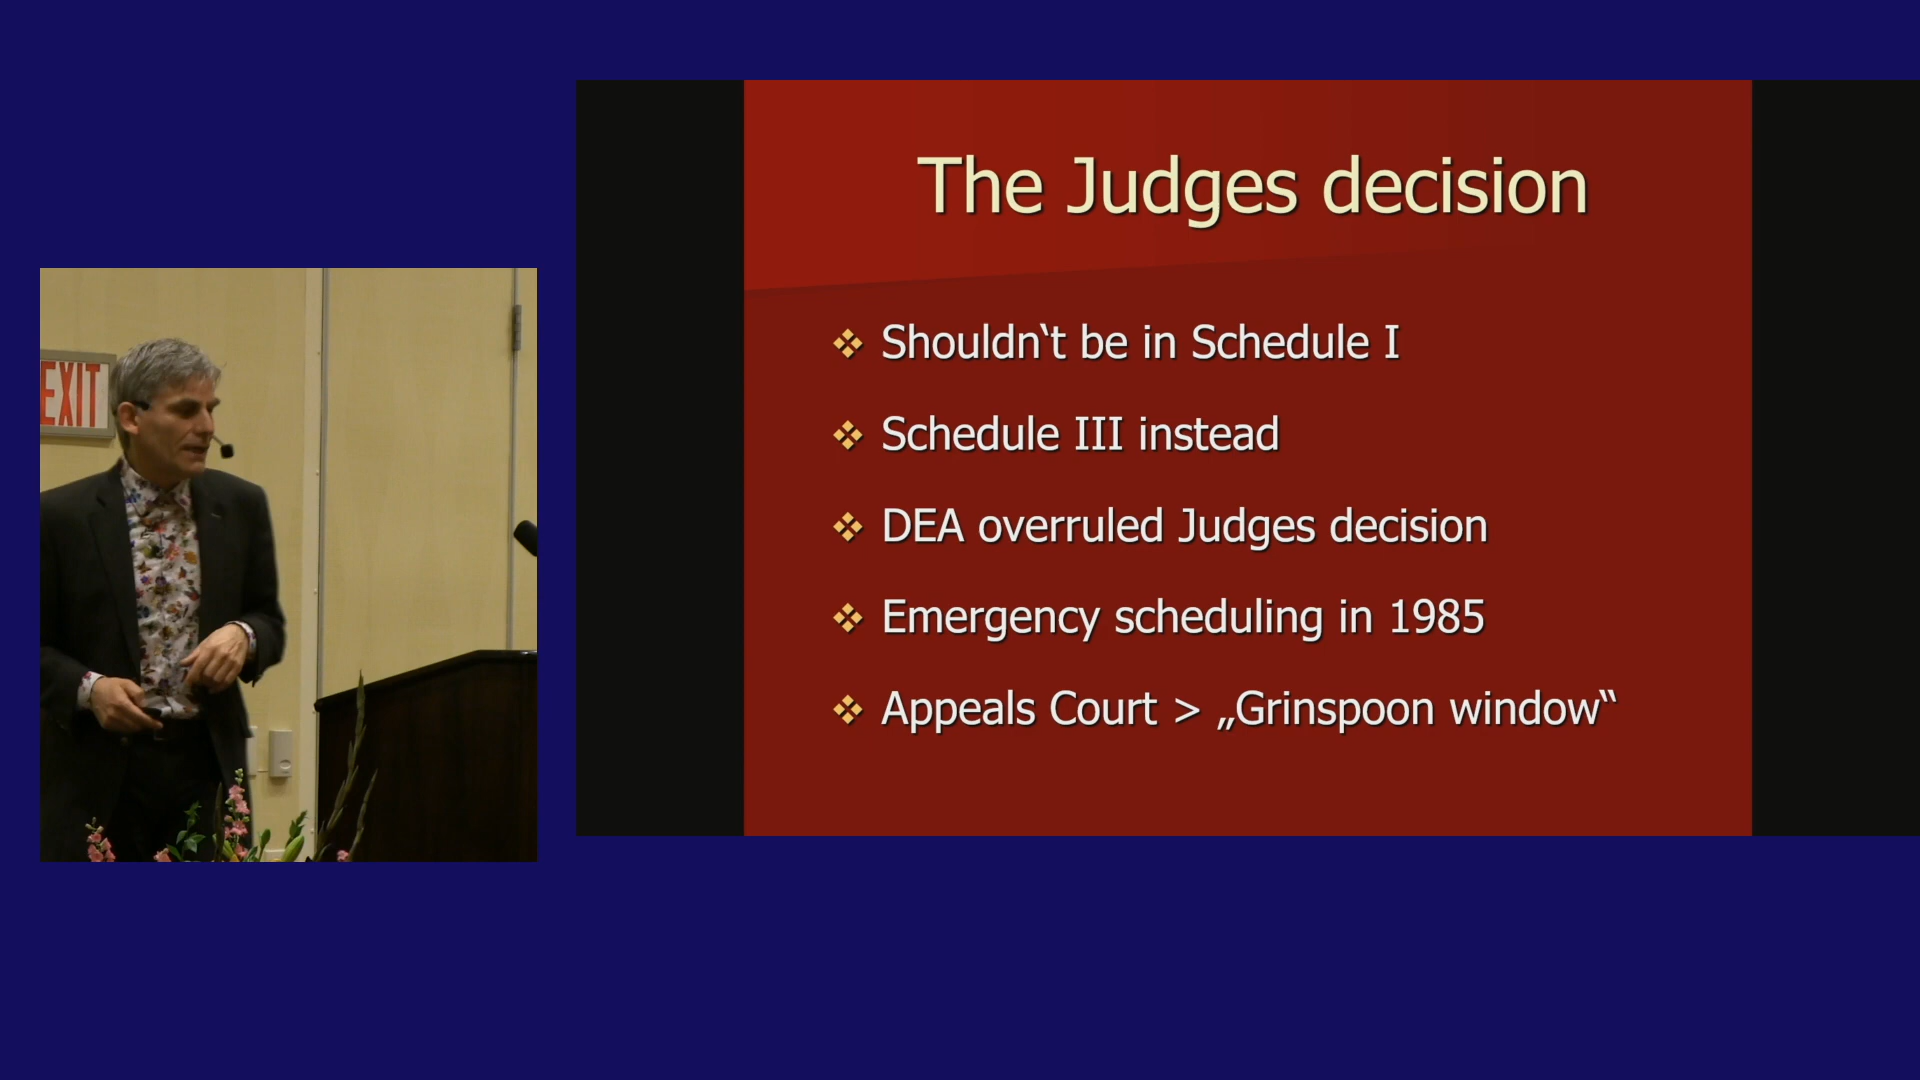 EXIT
The Judges decision
Shouldn‘t be in Schedule I
Schedule III instead
DEA overruled Judges decision
Emergency scheduling in 1985
Appeals Court > „Grinspoon window“